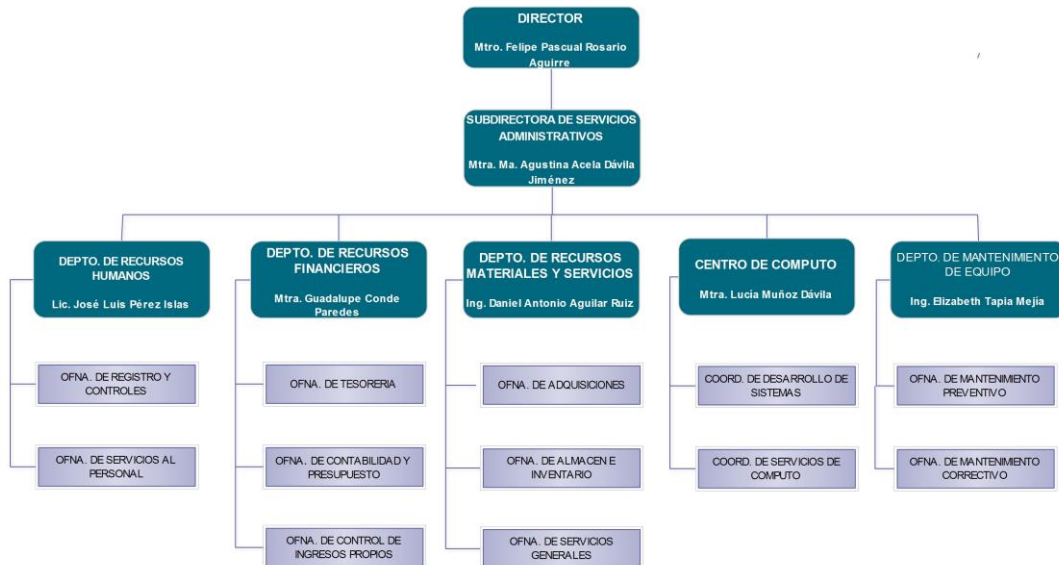 DIRECTOR
Mtro. Felipe Pascual Rosario
Aguirre
SUBDIRECTORA DE SERVICIOS
ADMINISTRATIVOS
Mtra. Ma. Agustina Acela Dávila
Jiménez
DEPTO. DE RECURSOS
HUMANOS
Lic. José Luis Pérez Islas
DEPTO. DE RECURSOS
FINANCIEROS
Mtra. Guadalupe Conde
Paredes
DEPTO. DE RECURSOS
MATERIALES Y SERVICIOS
Ing. Daniel Antonio Aguilar Ruiz
CENTRO DE COMPUTO
Mtra. Lucía Muñoz Dávila
DEPTO. DE MANTENIMIENTO
DE EQUIPO
Ing. Elizabeth Tapia Mejía
OFNA. DE REGISTRO Y
CONTROLES
OFNA. DE TESORERIA
OFNA. DE ADQUISICIONES
COORD. DE DESARROLLO DE
SISTEMAS
OFNA. DE MANTENIMIENTO
PREVENTIVO
OFNA. DE SERVICIOS AL
PERSONAL
OFNA. DE CONTABILIDAD Y
PRESUPUESTO
OFNA. DE ALMACEN E
INVENTARIO
COORD. DE SERVICIOS DE
COMPUTO
OFNA. DE MANTENIMIENTO
CORRECTIVO
OFNA. DE CONTROL DE
INGRESOS PROPIOS
OFNA. DE SERVICIOS
GENERALES